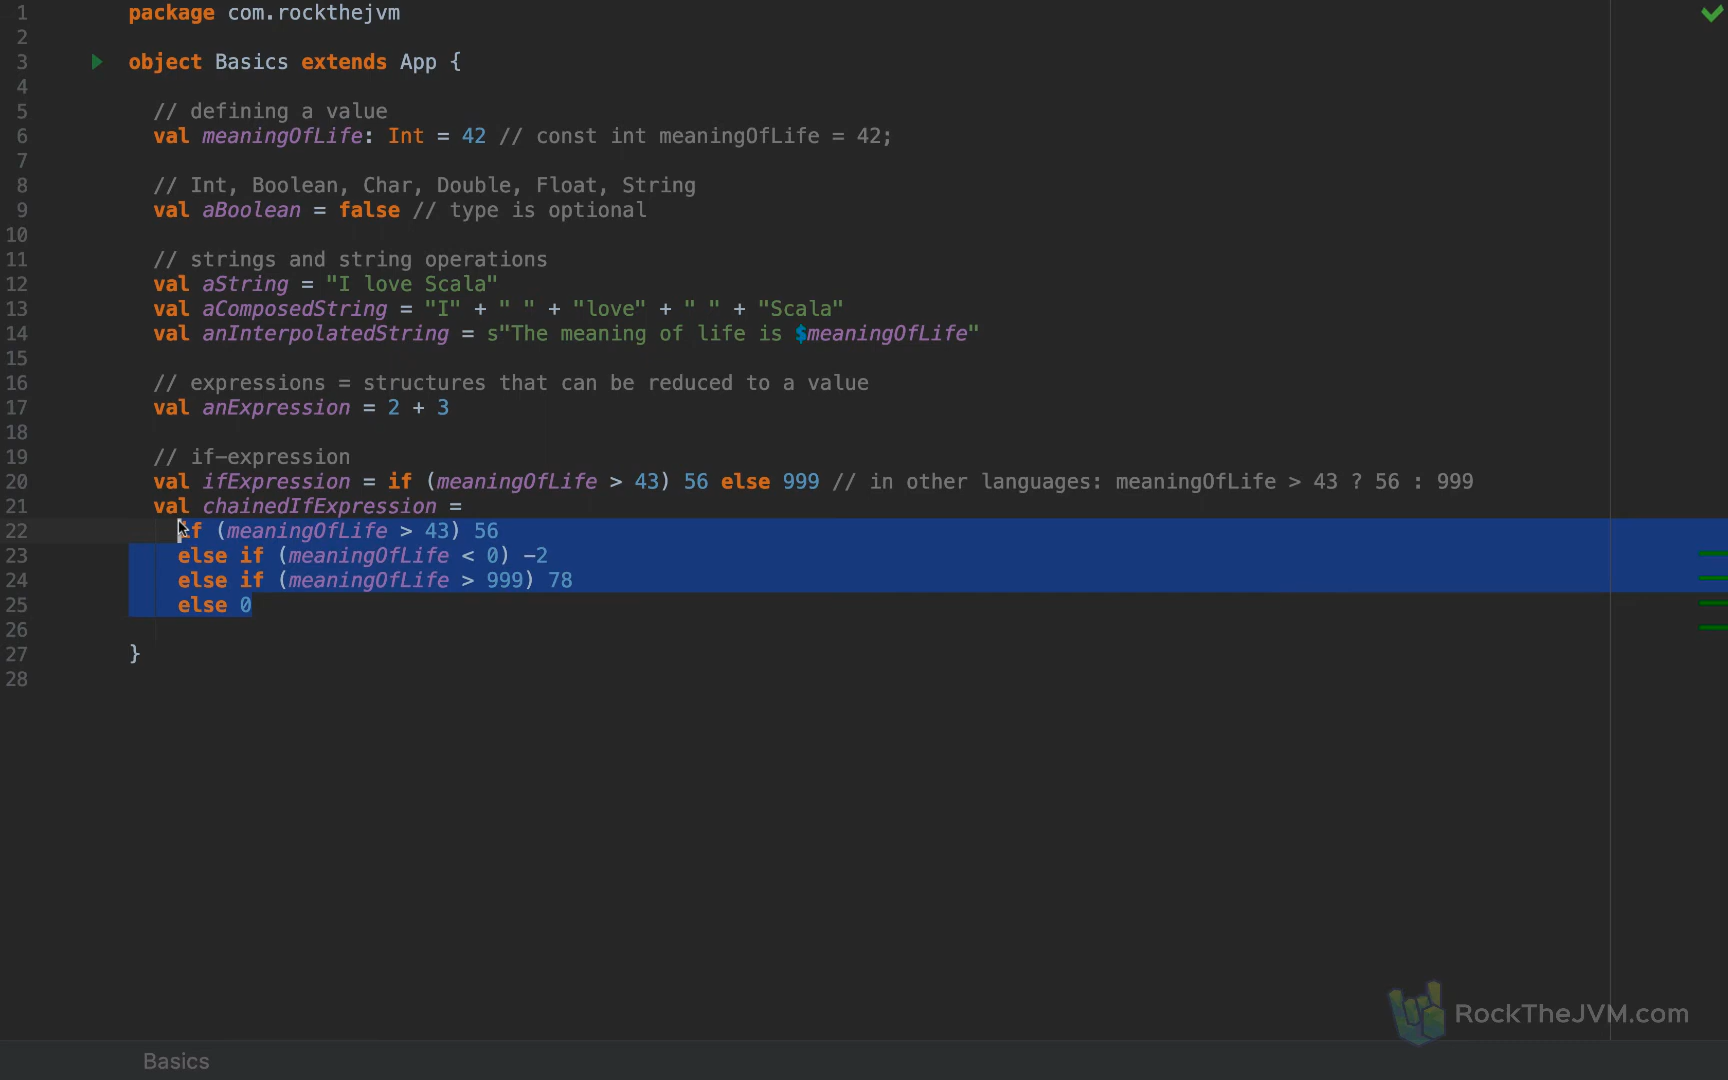 1 package com.rockthejvm
2
3 object Basics extends App {
4
5 // defining a value
6 val meaningOfLife: Int = 42 // const int meaningOfLife = 42;
7
8 // Int, Boolean, Char, Double, Float, String
9 val aBoolean = false // type is optional
10
11 // strings and string operations
12 val aString = "I love Scala"
13 val aComposedString = "I" + " " + "love" + " " + "Scala"
14 val anInterpolatedString = s"The meaning of life is $meaningOfLife"
15
16 // expressions = structures that can be reduced to a value
17 val anExpression = 2 + 3
18
19 // if-expression
20 val ifExpression = if (meaningOfLife > 43) 56 else 999 // in other languages: meaningOfLife > 43 ? 56 : 999
21 val chainedIfExpression =
22 if (meaningOfLife > 43) 56
23 else if (meaningOfLife < 0) -2
24 else if (meaningOfLife > 999) 78
25 else 0
26
27 }
28
RockTheJVM.com
Basics